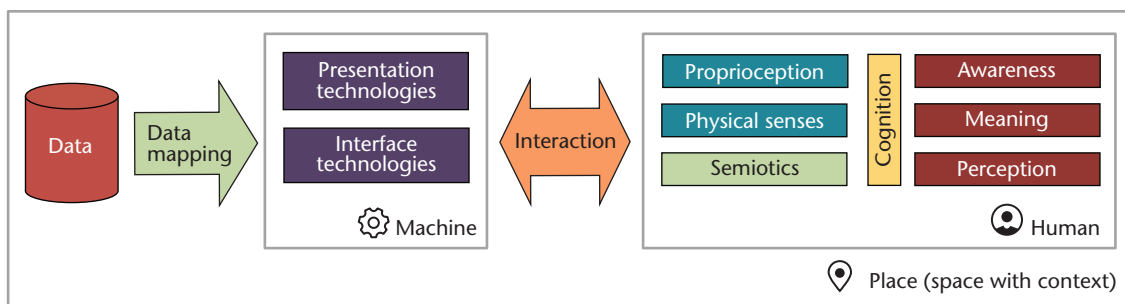 Data
Data
mapping
Presentation
technologies
Interface
technologies
Machine
Interaction
Proprioception
Physical senses
Semiotics
Cognition
Awareness
Meaning
Perception
Human
Place (space with context)